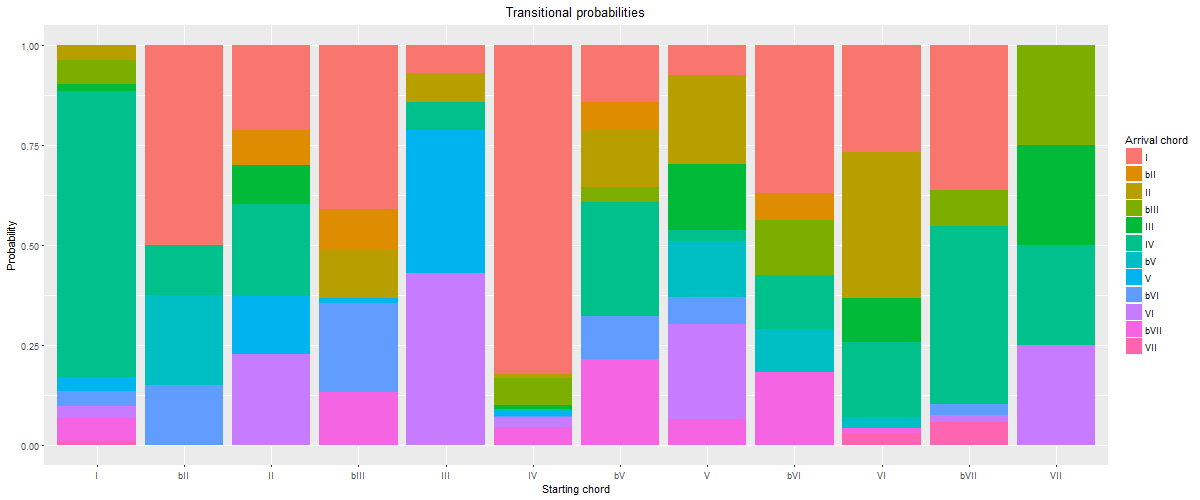 Transitional probabilities
1.00
0.75
0.50
0.25
0.00
Probability
I bII II bIII III IV bV V bVI VI bVII VII
Starting chord
Arrival chord
I
bII
II
bIII
III
IV
bV
V
bVI
VI
bVII
VII